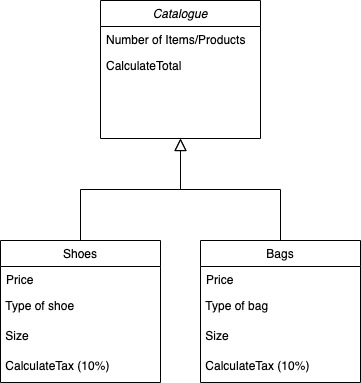 Catalogue
Number of Items/Products
CalculateTotal
Shoes
Price
Type of shoe
Size
CalculateTax (10%)
Bags
Price
Type of bag
Size
CalculateTax (10%)